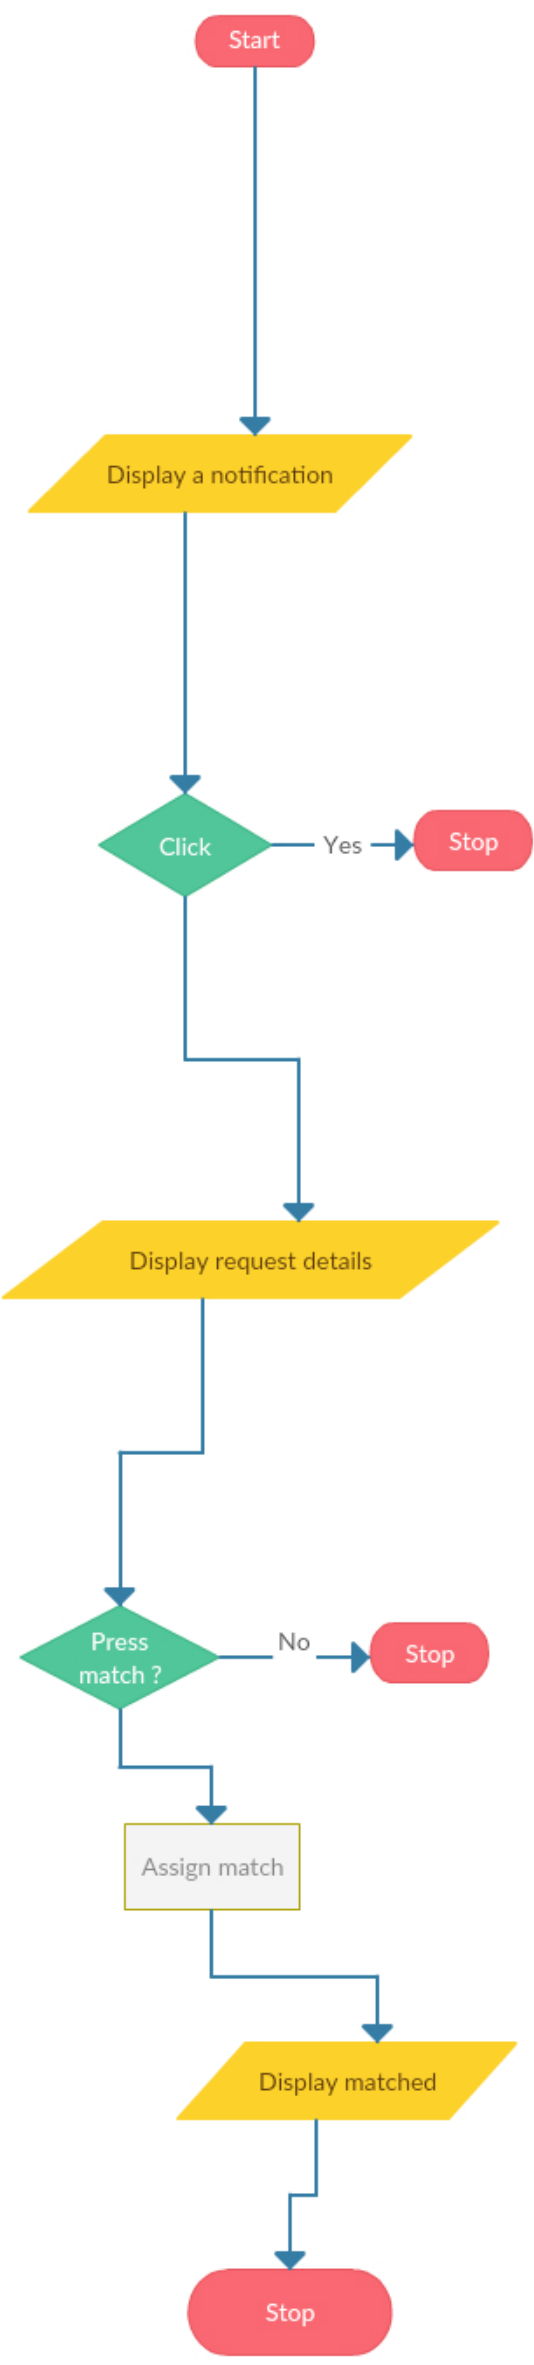 Start
Display a notification
Click
Yes
Stop
Display request details
Press
match ?
No
Stop
Assign match
Display matched
Stop